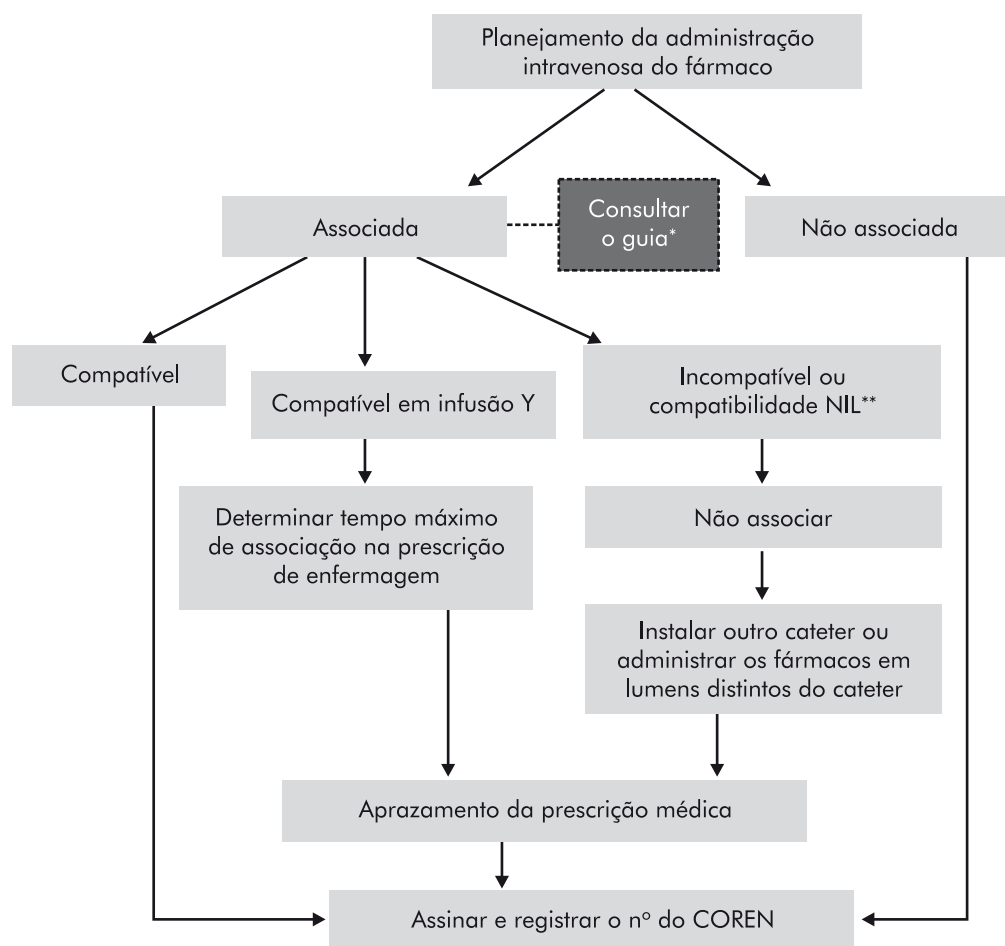 Planejamento da administração
intravenosa do fármaco
Associada
Consultar
o guia*
Não associada
Compatível
Compatível em infusão Y
Incompatível ou
compatibilidade NIL**
Determinar tempo máximo
de associação na prescrição
de enfermagem
Não associar
Instalar outro cateter ou
administrar os fármacos em
lumens distintos do cateter
Aprazamento da prescrição médica
Assinar e registrar o nº do COREN